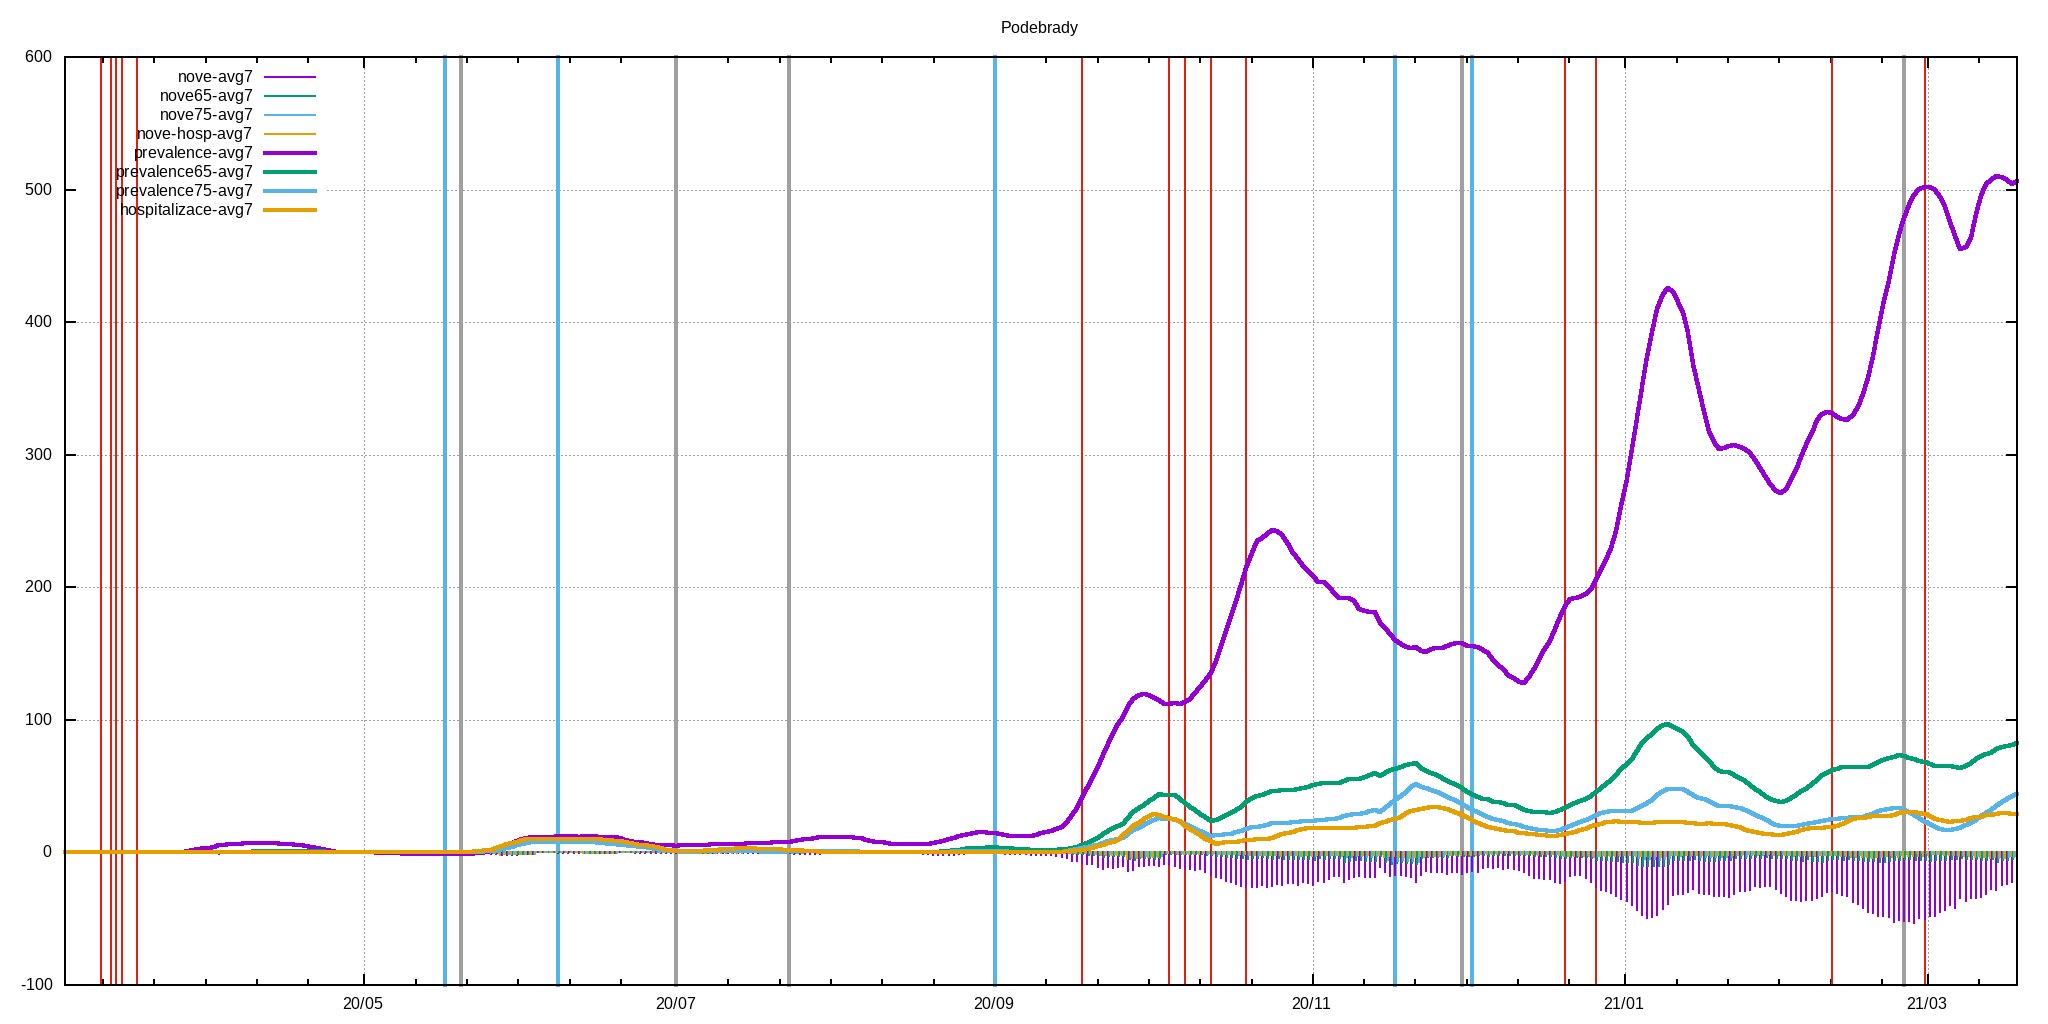 Podebrady
600
500
400
300
200
100
0
-100
nove-avg7
nove65-avg7
nove75-avg7
nove-hosp-avg7
prevalence-avg7
prevalence65-avg7
prevalence75-avg7
hospitalizace-avg7
20/05
20/07
20/09
20/11
21/01
21/03